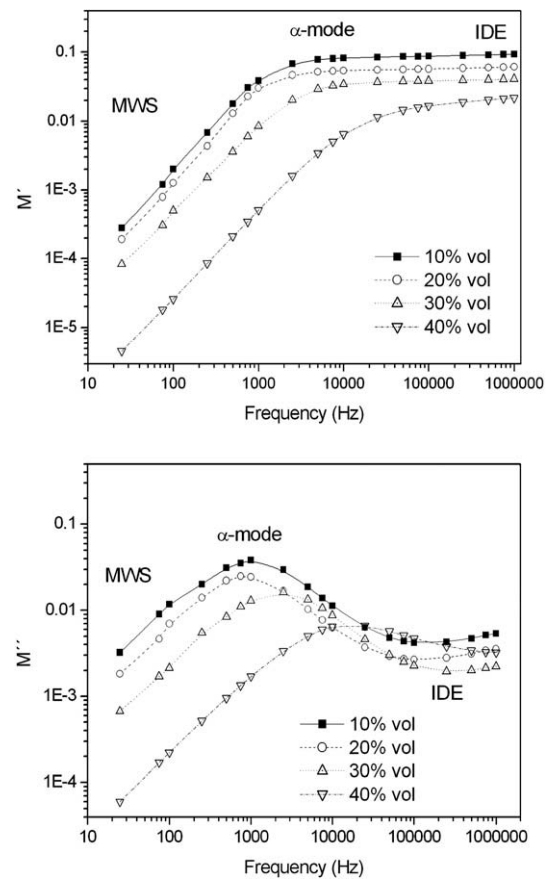 α-mode
IDE
MWS
0.1
0.01
1E-3
1E-4
1E-5
M´
10% vol
20% vol
30% vol
40% vol
10 100 1000 10000 100000 1000000
Frequency (Hz)
α-mode
MWS
IDE
0.1
0.01
1E-3
1E-4
M´´
10% vol
20% vol
30% vol
40% vol
10 100 1000 10000 100000 1000000
Frequency (Hz)